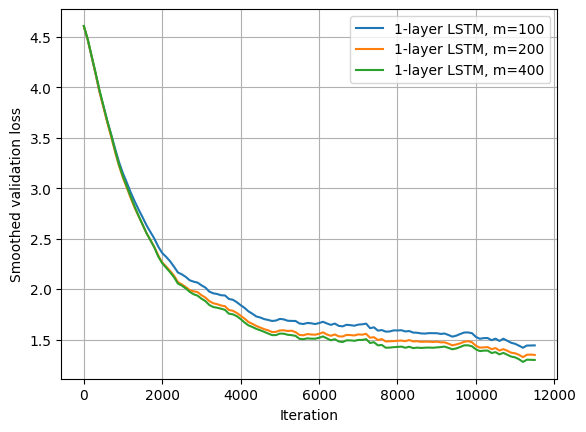 1-layer LSTM, m=100
1-layer LSTM, m=200
1-layer LSTM, m=400
Smoothed validation loss
4.5
4.0
3.5
3.0
2.5
2.0
1.5
0 2000 4000 6000 8000 10000 12000
Iteration